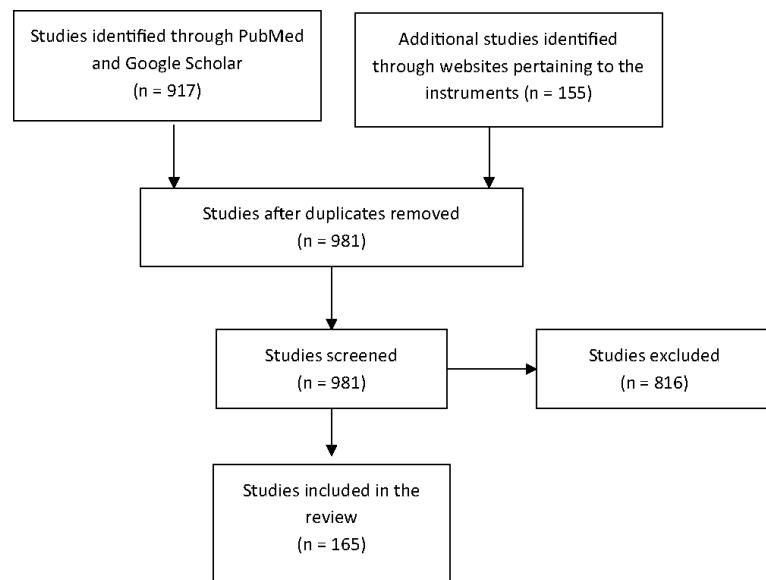 Studies identified through PubMed
and Google Scholar
(n = 917)
Additional studies identified
through websites pertaining to the
instruments (n = 155)
Studies after duplicates removed
(n = 981)
Studies screened
(n = 981)
Studies excluded
(n = 816)
Studies included in the
review
(n = 165)